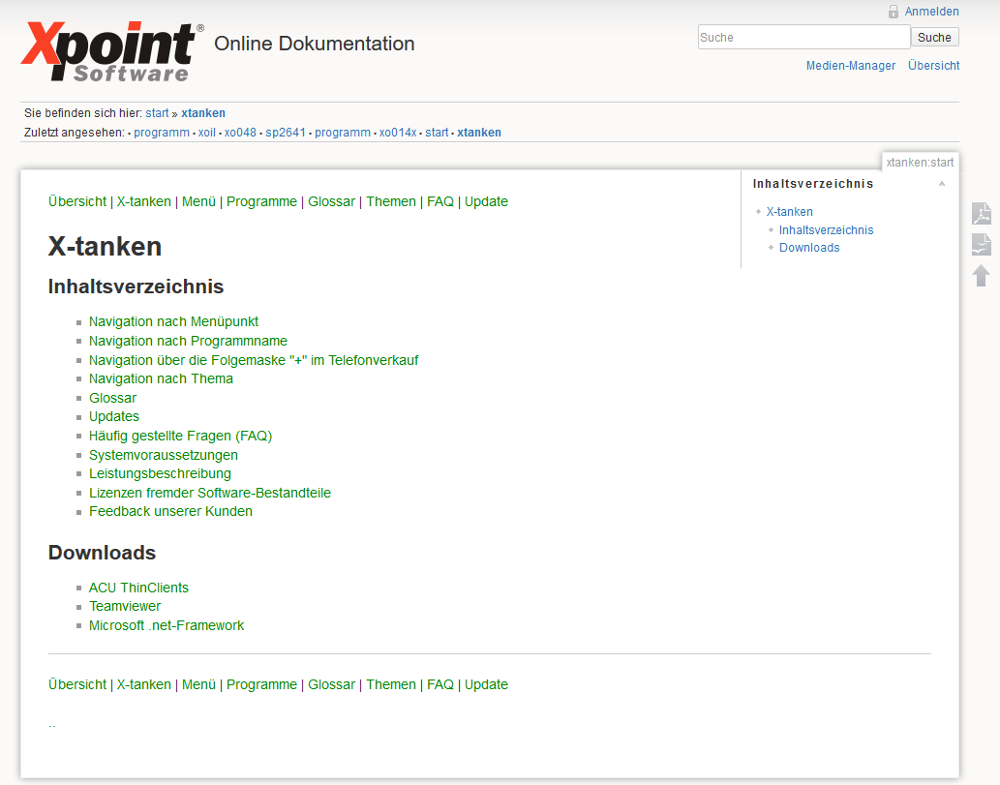 Anmelden
Xpoint®
Software
Online Dokumentation
Suche Suche
Medien-Manager Übersicht
Sie befinden sich hier: start » xtanken
Zuletzt angesehen: • programm • xoil • xo048 • sp2641 • programm • xo014x • start • xtanken
xtanken:start
Inhaltsverzeichnis
X-tanken
Inhaltsverzeichnis
Downloads
Übersicht | X-tanken | Menü | Programme | Glossar | Themen | FAQ | Update
X-tanken
Inhaltsverzeichnis
Navigation nach Menüpunkt
Navigation nach Programmname
Navigation über die Folgemaske "+" im Telefonverkauf
Navigation nach Thema
Glossar
Updates
Häufig gestellte Fragen (FAQ)
Systemvoraussetzungen
Leistungsbeschreibung
Lizenzen fremder Software-Bestandteile
Feedback unserer Kunden
Downloads
ACU ThinClients
Teamviewer
Microsoft .net-Framework
Übersicht | X-tanken | Menü | Programme | Glossar | Themen | FAQ | Update
..